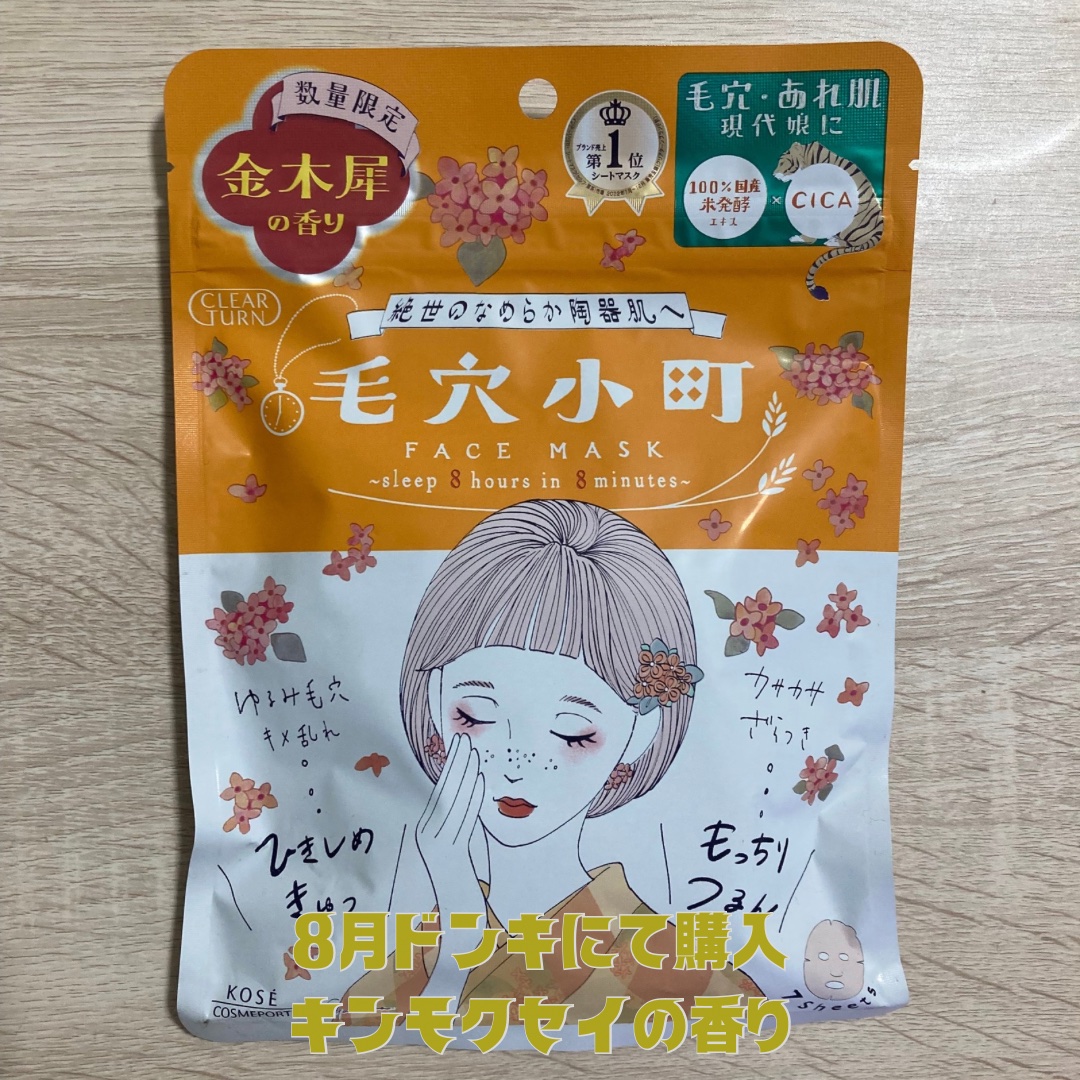 数量限定
金木犀
の香り
ブランド売上
第1位
シートマスク
毛穴・あれ肌
現代娘に
100%国産
米発酵
エキス
×
CICA
CLEAR
TURN
絶世のなめらか陶器肌へ
毛穴小町
FACE MASK
~sleep 8 hours in 8 minutes~
ゆるみ毛穴
キメ乱れ
ひきしめ
きゅっ
カサカサ
ざらつき
もっちり
つるん
8月ドンキにて購入
キンモクセイの香り
KOSÉ
COSMEPORT
7 Sheets